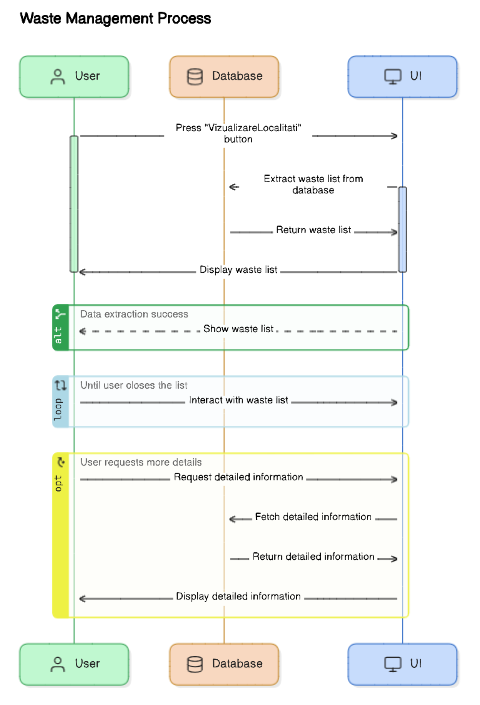 Waste Management Process
User
Database
UI
Press "VizualizareLocalitati"
button
Extract waste list from
database
Return waste list
Display waste list
alt
Data extraction success
Show waste list
loop
Until user closes the list
Interact with waste list
opt
User requests more details
Request detailed information
Fetch detailed information
Return detailed information
Display detailed information
User
Database
UI